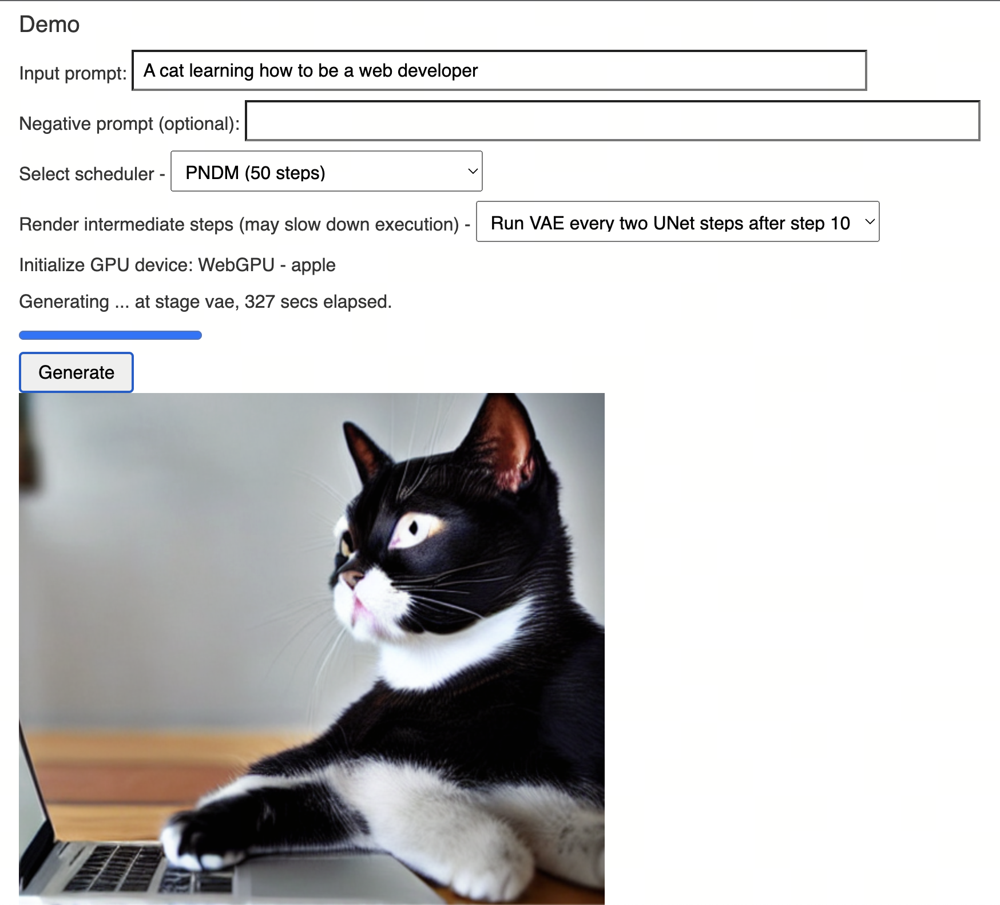 Demo
Input prompt: A cat learning how to be a web developer
Negative prompt (optional):
Select scheduler - PNDM (50 steps)
Render intermediate steps (may slow down execution) - Run VAE every two UNet steps after step 10
Initialize GPU device: WebGPU - apple
Generating ... at stage vae, 327 secs elapsed.
Generate